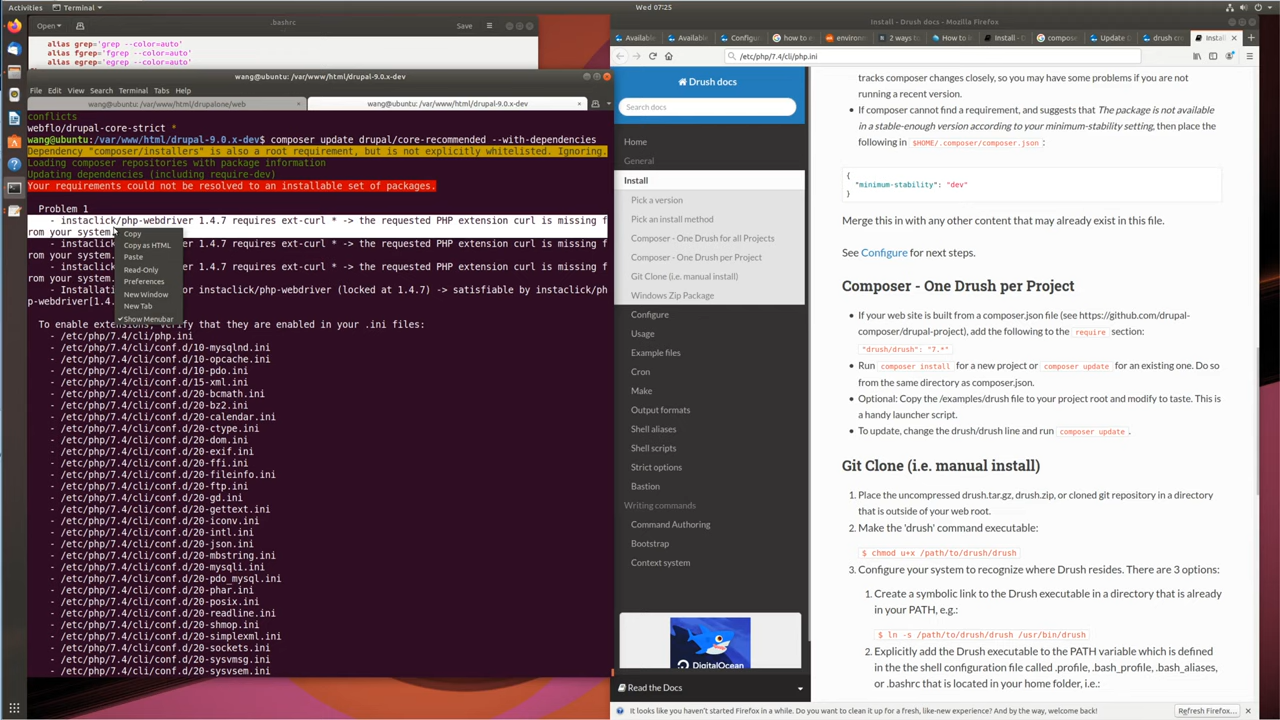 Activities
Terminal
Wed 07:25
Open
.bashrc
Save
alias grep='grep --color=auto'
alias fgrep='fgrep --color=auto'
alias egrep='egrep --color=auto'
wang@ubuntu: /var/www/html/drupal-9.0.x-dev
File Edit View Search Terminal Tabs Help
wang@ubuntu: /var/www/html/drupalone/web
wang@ubuntu: /var/www/html/drupal-9.0.x-dev
conflicts
webflo/drupal-core-strict *
wang@ubuntu:/var/www/html/drupal-9.0.x-dev$ composer update drupal/core-recommended --with-dependencies
Dependency "composer/installers" is also a root requirement, but is not explicitly whitelisted. Ignoring.
Loading composer repositories with package information
Updating dependencies (including require-dev)
Your requirements could not be resolved to an installable set of packages.
Problem 1
- instaclick/php-webdriver 1.4.7 requires ext-curl * -> the requested PHP extension curl is missing f
rom your system.
- instaclick/php-webdriver 1.4.7 requires ext-curl * -> the requested PHP extension curl is missing f
rom your system.
- instaclick/php-webdriver 1.4.7 requires ext-curl * -> the requested PHP extension curl is missing f
rom your system.
- Installati
or instaclick/php-webdriver (locked at 1.4.7) -> satisfiable by instaclick/ph
p-webdriver[1.4.
Copy
Copy as HTML
Paste
Read-Only
Preferences
New Window
New Tab
Show Menubar
To enable extensions, verify that they are enabled in your .ini files:
- /etc/php/7.4/cli/php.ini
- /etc/php/7.4/cli/conf.d/10-mysqlnd.ini
- /etc/php/7.4/cli/conf.d/10-opcache.ini
- /etc/php/7.4/cli/conf.d/10-pdo.ini
- /etc/php/7.4/cli/conf.d/15-xml.ini
- /etc/php/7.4/cli/conf.d/20-bcmath.ini
- /etc/php/7.4/cli/conf.d/20-bz2.ini
- /etc/php/7.4/cli/conf.d/20-calendar.ini
- /etc/php/7.4/cli/conf.d/20-ctype.ini
- /etc/php/7.4/cli/conf.d/20-dom.ini
- /etc/php/7.4/cli/conf.d/20-exif.ini
- /etc/php/7.4/cli/conf.d/20-ffi.ini
- /etc/php/7.4/cli/conf.d/20-fileinfo.ini
- /etc/php/7.4/cli/conf.d/20-ftp.ini
- /etc/php/7.4/cli/conf.d/20-gd.ini
- /etc/php/7.4/cli/conf.d/20-gettext.ini
- /etc/php/7.4/cli/conf.d/20-iconv.ini
- /etc/php/7.4/cli/conf.d/20-intl.ini
- /etc/php/7.4/cli/conf.d/20-json.ini
- /etc/php/7.4/cli/conf.d/20-mbstring.ini
- /etc/php/7.4/cli/conf.d/20-mysqli.ini
- /etc/php/7.4/cli/conf.d/20-pdo_mysql.ini
- /etc/php/7.4/cli/conf.d/20-phar.ini
- /etc/php/7.4/cli/conf.d/20-posix.ini
- /etc/php/7.4/cli/conf.d/20-readline.ini
- /etc/php/7.4/cli/conf.d/20-shmop.ini
- /etc/php/7.4/cli/conf.d/20-simplexml.ini
- /etc/php/7.4/cli/conf.d/20-sockets.ini
- /etc/php/7.4/cli/conf.d/20-sysvmsg.ini
- /etc/php/7.4/cli/conf.d/20-sysvsem.ini
Install - Drush docs - Mozilla Firefox
Available
Available
Configu
how to e
environ
2 ways to
How to i
Install -
compos
Update (
drush cr
Install
/etc/php/7.4/cli/php.ini
Drush docs
Search docs
Home
General
Install
Pick a version
Pick an install method
Composer - One Drush for all Projects
Composer - One Drush per Project
Git Clone (i.e. manual install)
Windows Zip Package
Configure
Usage
Example files
Cron
Make
Output formats
Shell aliases
Shell scripts
Strict options
Bastion
Writing commands
Command Authoring
Bootstrap
Context system
DigitalOcean
Read the Docs
tracks composer changes closely, so you may have some problems if you are not
running a recent version.
If composer cannot find a requirement, and suggests that The package is not available
in a stable-enough version according to your minimum-stability setting, then place the
following in $HOME/.composer/composer.json :
{
"minimum-stability": "dev"
}
Merge this in with any other content that may already exist in this file.
See Configure for next steps.
Composer - One Drush per Project
If your web site is built from a composer.json file (see https://github.com/drupal-
composer/drupal-project), add the following to the require section:
"drush/drush": "7.*"
Run composer install for a new project or composer update for an existing one. Do so
from the same directory as composer.json.
Optional: Copy the /examples/drush file to your project root and modify to taste. This is
a handy launcher script.
To update, change the drush/drush line and run composer update.
Git Clone (i.e. manual install)
1. Place the uncompressed drush.tar.gz, drush.zip, or cloned git repository in a directory
that is outside of your web root.
2. Make the 'drush' command executable:
$ chmod u+x /path/to/drush/drush
3. Configure your system to recognize where Drush resides. There are 3 options:
1. Create a symbolic link to the Drush executable in a directory that is already
in your PATH, e.g.:
$ ln -s /path/to/drush/drush /usr/bin/drush
2. Explicitly add the Drush executable to the PATH variable which is defined
in the the shell configuration file called .profile, .bash_profile, .bash_aliases,
or .bashrc that is located in your home folder, i.e.:
It looks like you haven't started Firefox in a while. Do you want to clean it up for a fresh, like-new experience? And by the way, welcome back!
Refresh Firefox...